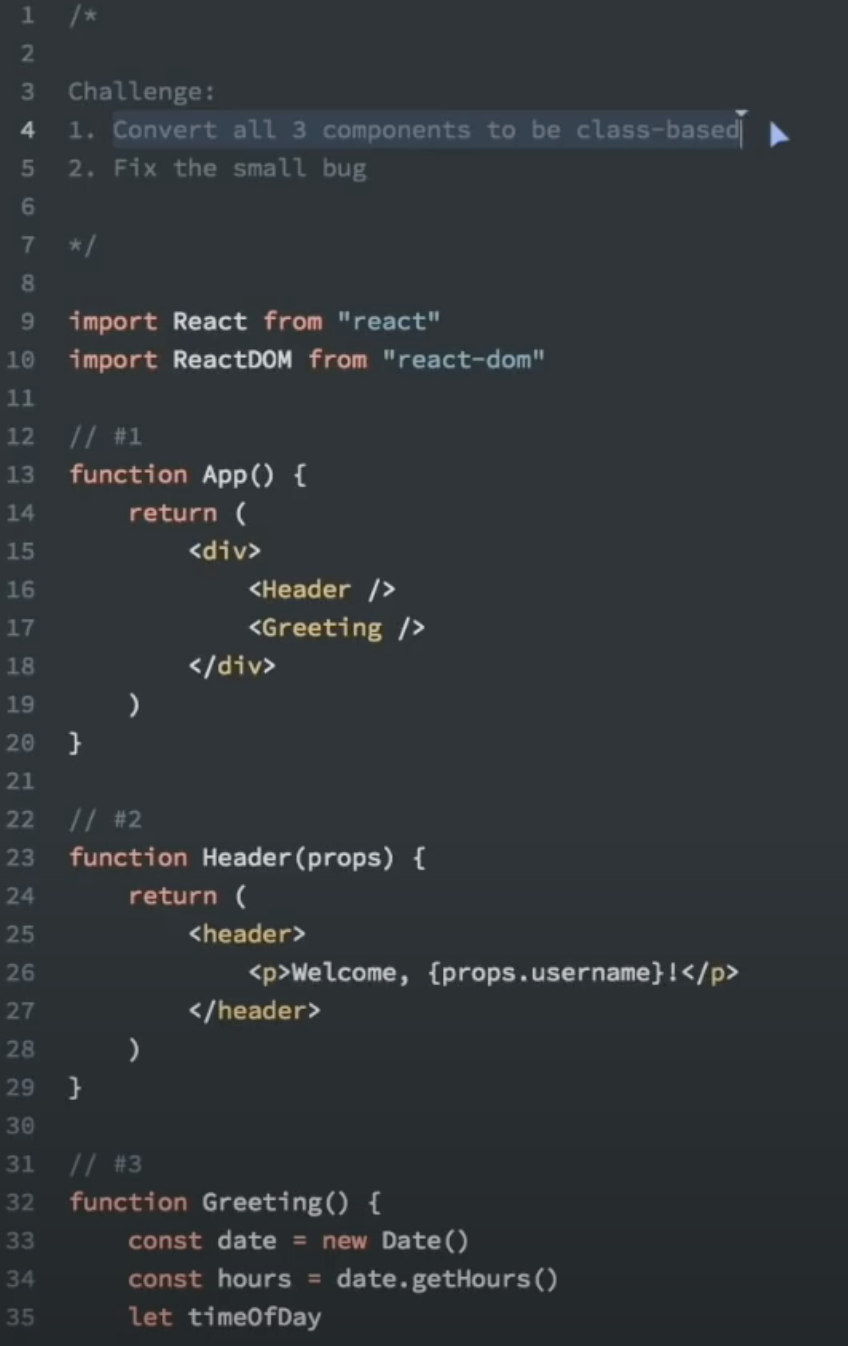 1 /*
2
3 Challenge:
4 1. Convert all 3 components to be class-based
5 2. Fix the small bug
6
7 */
8
9 import React from "react"
10 import ReactDOM from "react-dom"
11
12 // #1
13 function App() {
14     return (
15         <div>
16             <Header />
17             <Greeting />
18         </div>
19     )
20 }
21
22 // #2
23 function Header(props) {
24     return (
25         <header>
26             <p>Welcome, {props.username}!</p>
27         </header>
28     )
29 }
30
31 // #3
32 function Greeting() {
33     const date = new Date()
34     const hours = date.getHours()
35     let timeOfDay